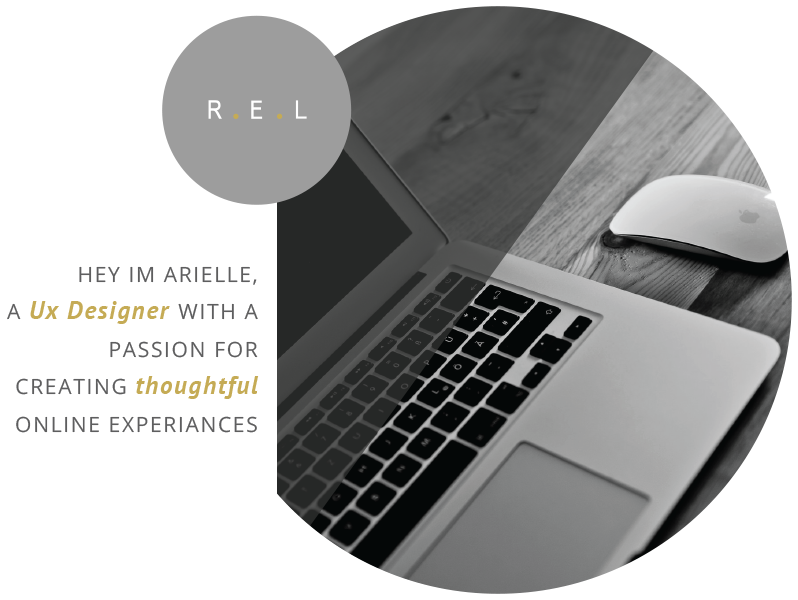 R . E . L
HEY IM ARIELLE,
A Ux Designer WITH A
PASSION FOR
CREATING thoughtful
ONLINE EXPERIANCES